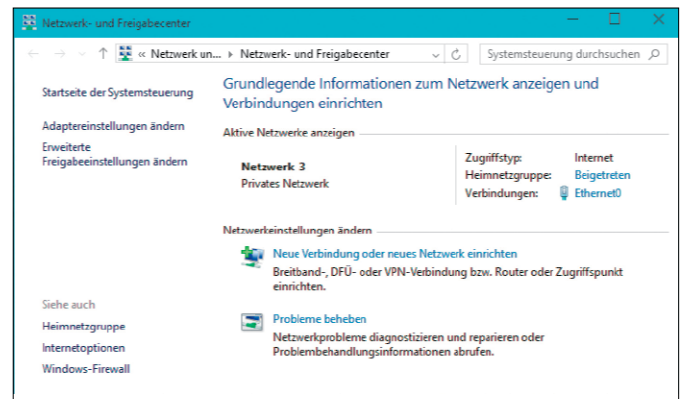 Netzwerk- und Freigabecenter
« Netzwerk un... › Netzwerk- und Freigabecenter
Systemsteuerung durchsuchen
Startseite der Systemsteuerung
Adaptereinstellungen ändern
Erweiterte
Freigabeeinstellungen ändern
Grundlegende Informationen zum Netzwerk anzeigen und
Verbindungen einrichten
Aktive Netzwerke anzeigen
Netzwerk 3
Privates Netzwerk
Zugriffstyp: Internet
Heimnetzgruppe: Beigetreten
Verbindungen: Ethernet0
Netzwerkeinstellungen ändern
Neue Verbindung oder neues Netzwerk einrichten
Breitband-, DFÜ- oder VPN-Verbindung bzw. Router oder Zugriffspunkt
einrichten.
Probleme beheben
Netzwerkprobleme diagnostizieren und reparieren oder
Problembehandlungsinformationen abrufen.
Siehe auch
Heimnetzgruppe
Internetoptionen
Windows-Firewall